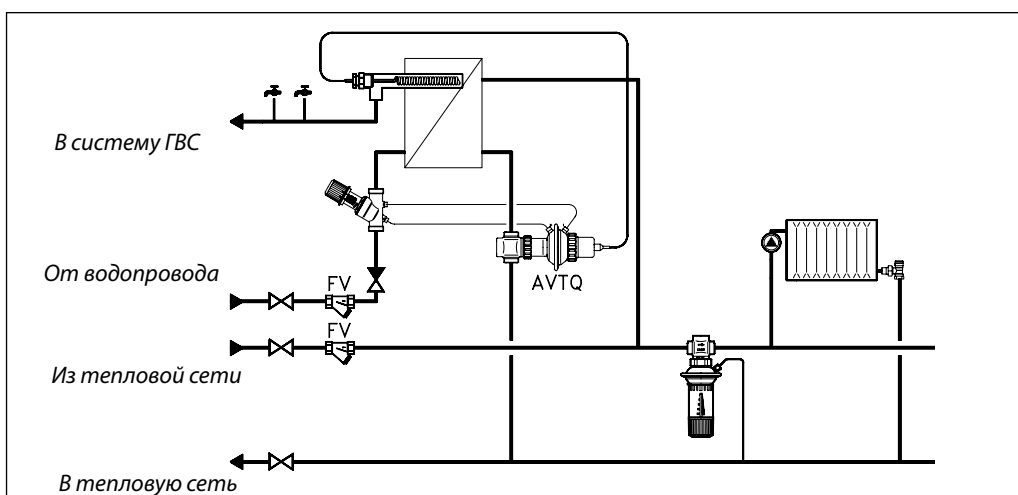 В систему ГВС
От водопровода
FV
AVTQ
FV
Из тепловой сети
В тепловую сеть